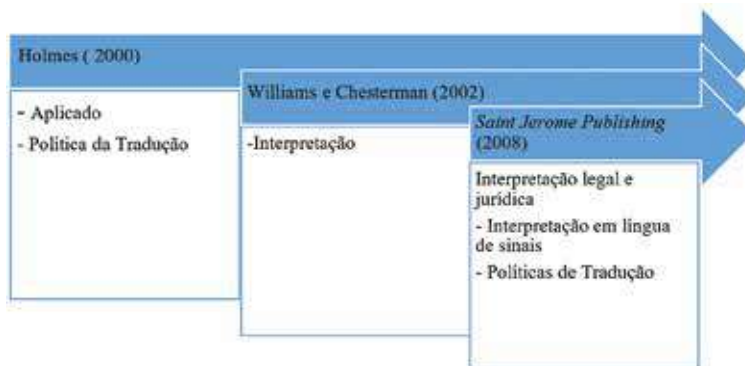 Holmes ( 2000)
- Aplicado
- Política da Tradução
Williams e Chesterman (2002)
-Interpretação
Saint Jerome Publishing
(2008)
Interpretação legal e
jurídica
- Interpretação em língua
de sinais
- Políticas de Tradução